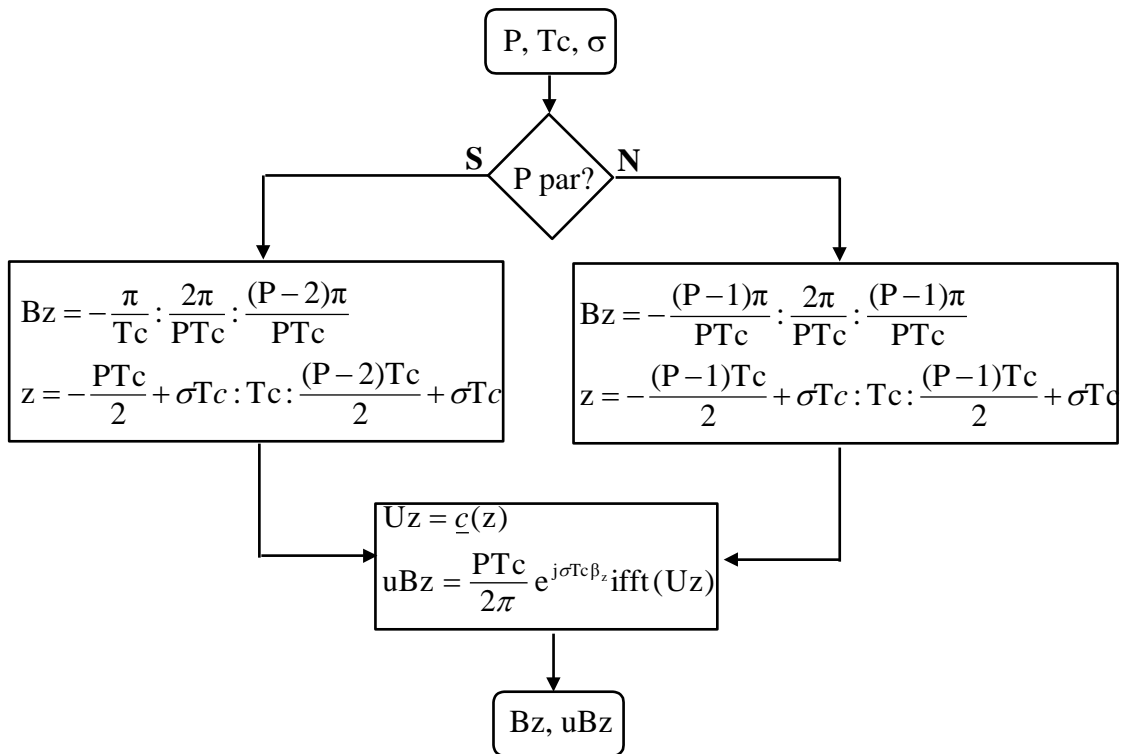 P, Tc, σ
S
P par?
N
Bz = −π/Tc : 2π/PTc : (P−2)π/PTc
z = −PTc/2 + σTc : Tc : (P−2)Tc/2 + σTc
Bz = −(P−1)π/PTc : 2π/PTc : (P−1)π/PTc
z = −(P−1)Tc/2 + σTc : Tc : (P−1)Tc/2 + σTc
Uz = c̲(z)
uBz = PTc/2π e^{jσTcβ_z} ifft(Uz)
Bz, uBz